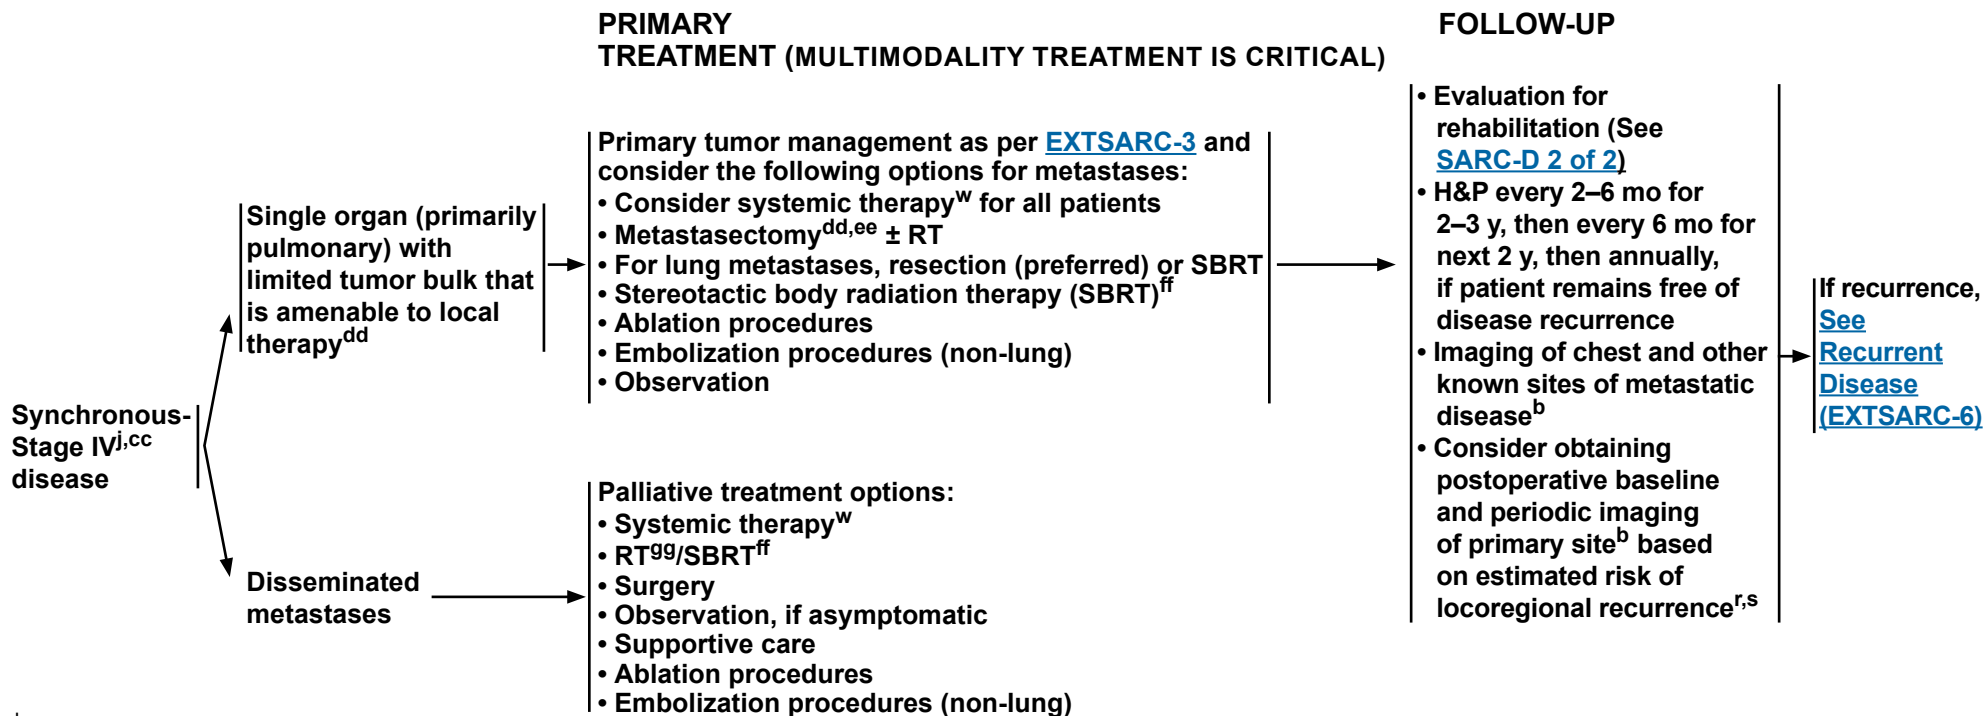 PRIMARY
TREATMENT (MULTIMODALITY TREATMENT IS CRITICAL)
FOLLOW-UP
Synchronous-
Stage IVj,cc
disease
Single organ (primarily
pulmonary) with
limited tumor bulk that
is amenable to local
therapydd
Primary tumor management as per EXTSARC-3 and
consider the following options for metastases:
• Consider systemic therapyw for all patients
• Metastasectomydd,ee ± RT
• For lung metastases, resection (preferred) or SBRT
• Stereotactic body radiation therapy (SBRT)ff
• Ablation procedures
• Embolization procedures (non-lung)
• Observation
Disseminated
metastases
Palliative treatment options:
• Systemic therapyw
• RTgg/SBRTff
• Surgery
• Observation, if asymptomatic
• Supportive care
• Ablation procedures
• Embolization procedures (non-lung)
• Evaluation for
rehabilitation (See
SARC-D 2 of 2)
• H&P every 2–6 mo for
2–3 y, then every 6 mo for
next 2 y, then annually,
if patient remains free of
disease recurrence
• Imaging of chest and other
known sites of metastatic
diseaseb
• Consider obtaining
postoperative baseline
and periodic imaging
of primary siteb based
on estimated risk of
locoregional recurrencer,s
If recurrence,
See
Recurrent
Disease
(EXTSARC-6)